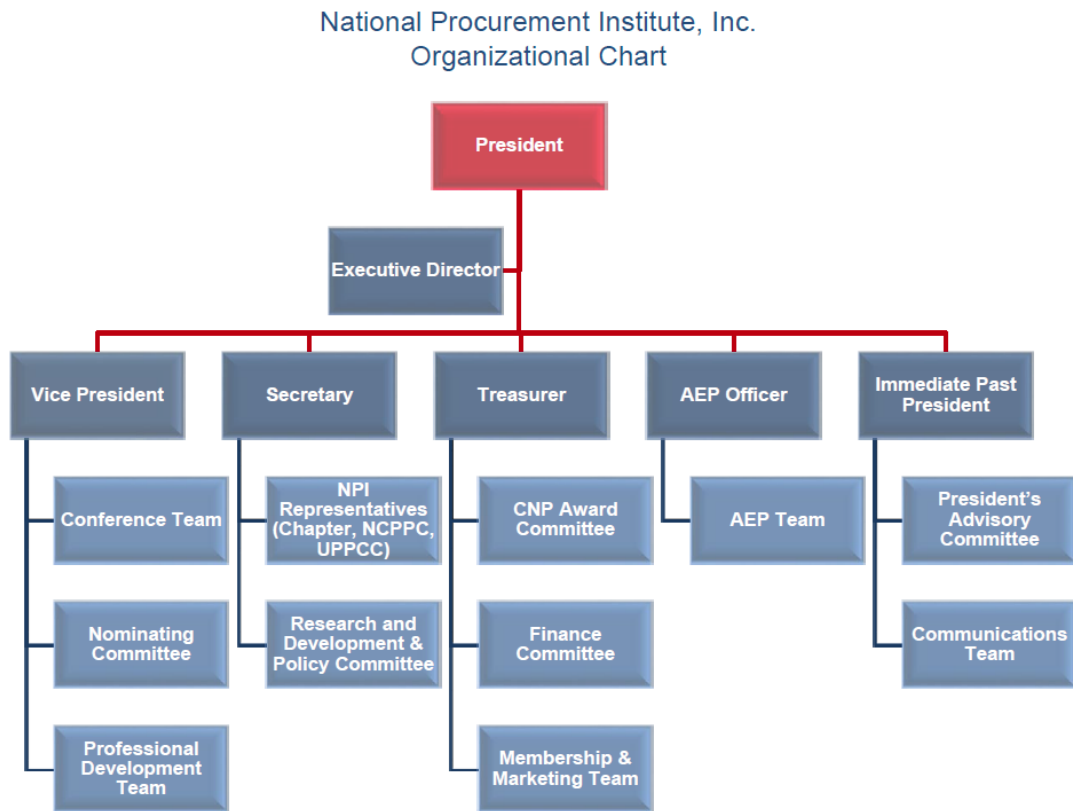 National Procurement Institute, Inc.
Organizational Chart
President
Executive Director
Vice President
Secretary
Treasurer
AEP Officer
Immediate Past
President
Conference Team
NPI
Representatives
(Chapter, NCPPC,
UPPCC)
CNP Award
Committee
AEP Team
President’s
Advisory
Committee
Nominating
Committee
Research and
Development &
Policy Committee
Finance
Committee
Communications
Team
Professional
Development
Team
Membership &
Marketing Team